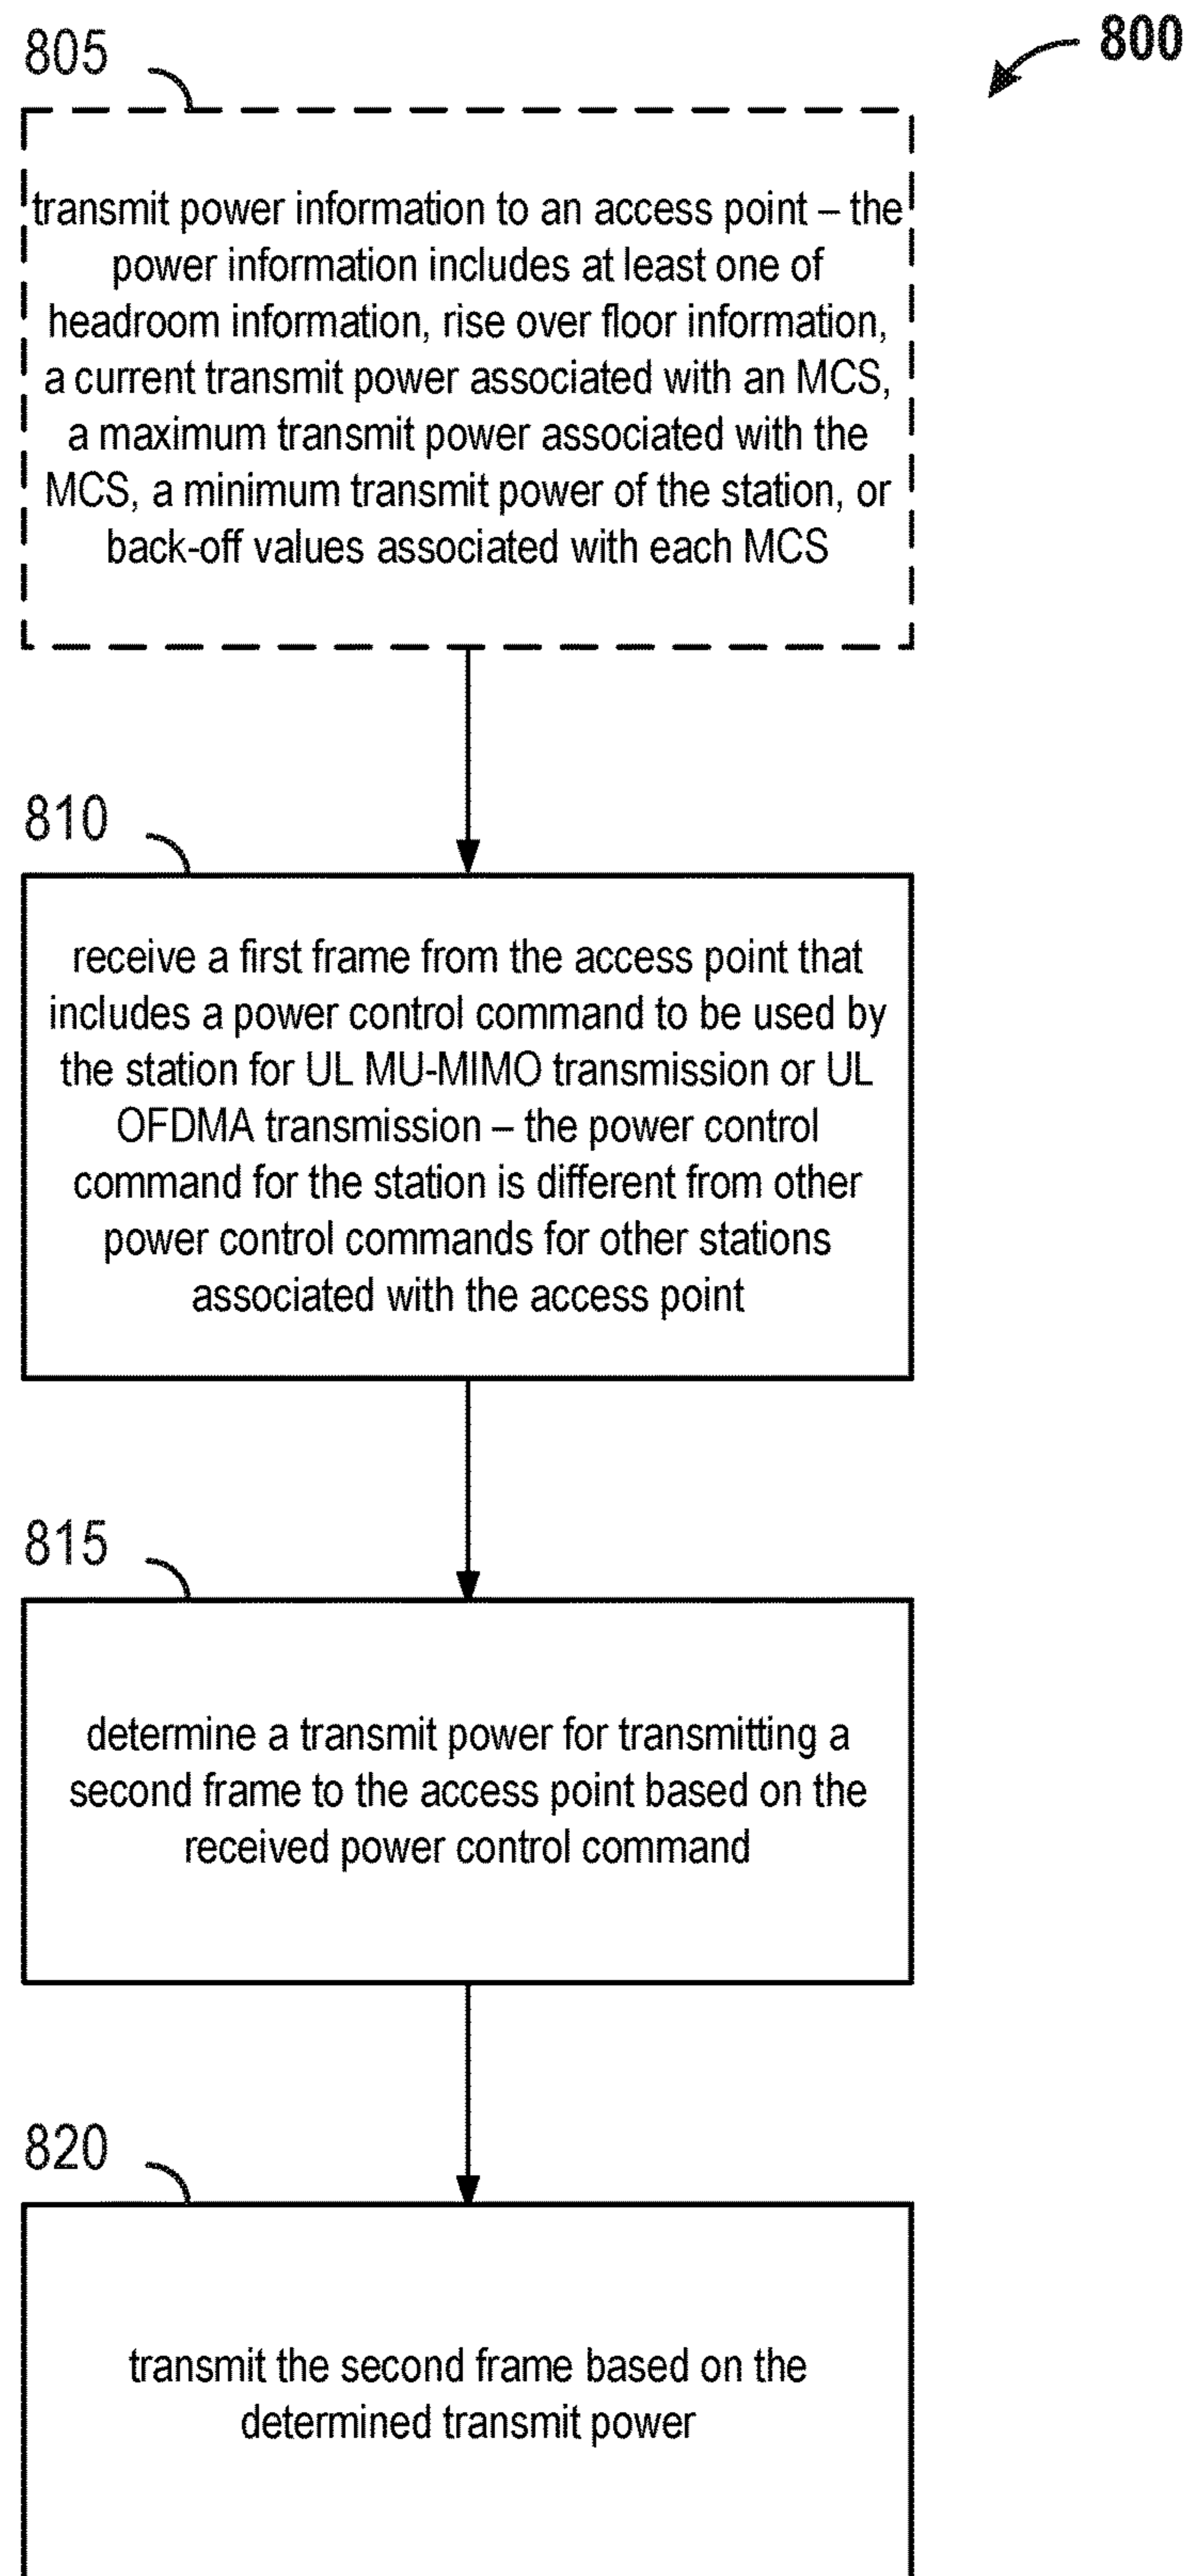 800
805
transmit power information to an access point – the
power information includes at least one of
headroom information, rise over floor information,
a current transmit power associated with an MCS,
a maximum transmit power associated with the
MCS, a minimum transmit power of the station, or
back-off values associated with each MCS
810
receive a first frame from the access point that
includes a power control command to be used by
the station for UL MU-MIMO transmission or UL
OFDMA transmission – the power control
command for the station is different from other
power control commands for other stations
associated with the access point
815
determine a transmit power for transmitting a
second frame to the access point based on the
received power control command
820
transmit the second frame based on the
determined transmit power